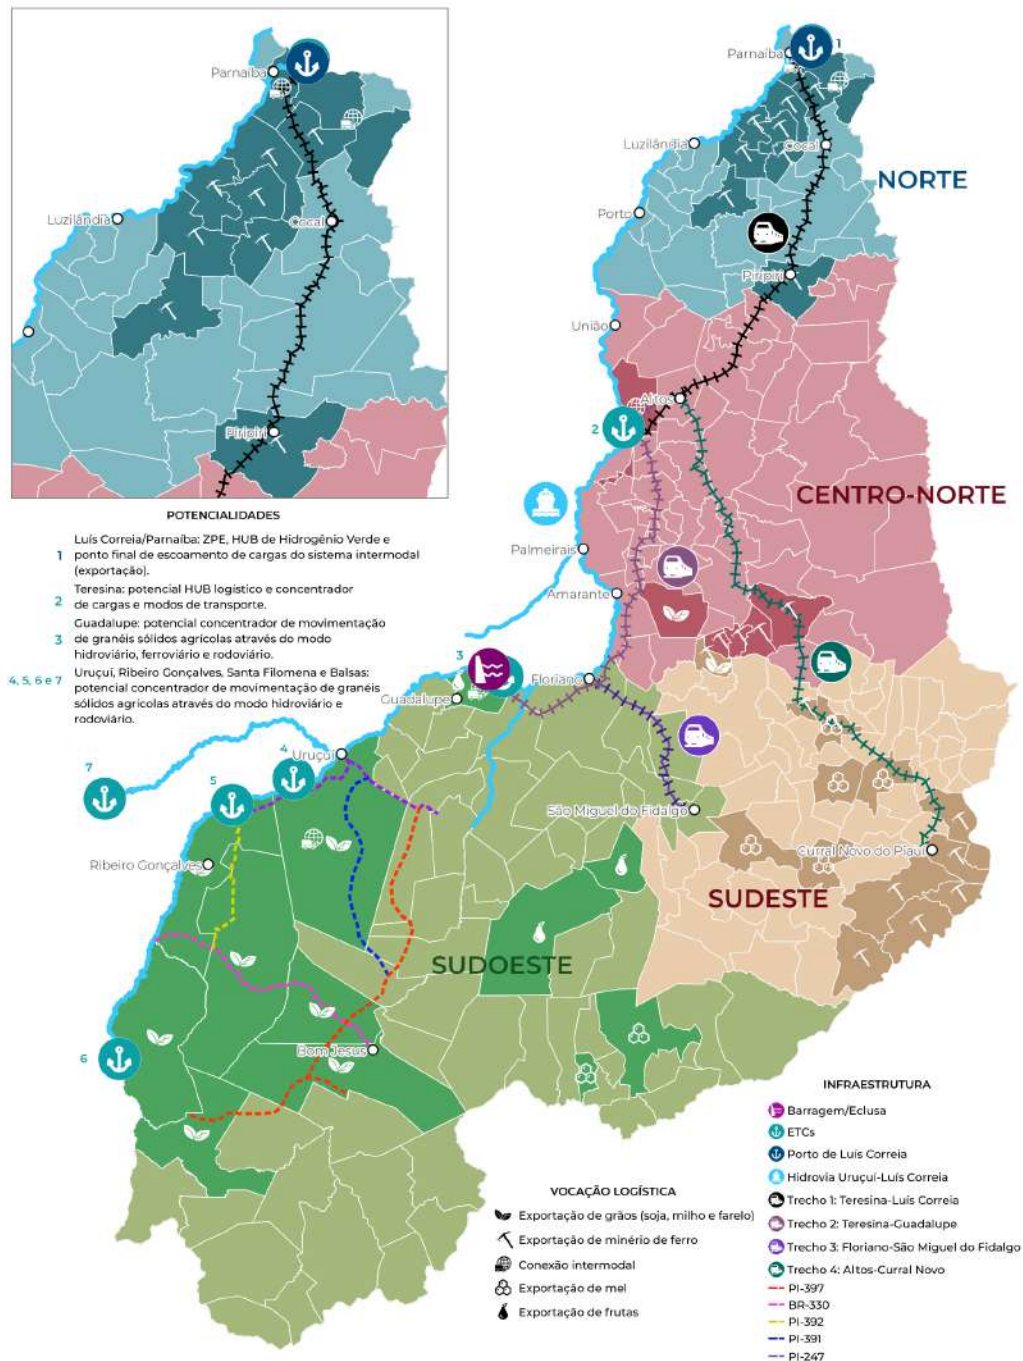 Parnaíba
Luzilândia
Cocal
Piripiri
Parnaíba
1
Luzilândia
Cocal
NORTE
Porto
Piripiri
União
Altos
2
CENTRO-NORTE
Palmeirais
Amarante
3
Floriano
Guadalupe
4
Uruçuí
7
5
São Miguel do Fidalgo
Ribeiro Gonçalves
Curral Novo do Piauí
SUDESTE
SUDOESTE
Bom Jesus
6
POTENCIALIDADES
1
Luís Correia/Parnaíba: ZPE, HUB de Hidrogênio Verde e
ponto final de escoamento de cargas do sistema intermodal
(exportação).
2
Teresina: potencial HUB logístico e concentrador
de cargas e modos de transporte.
3
Guadalupe: potencial concentrador de movimentação
de granéis sólidos agrícolas através do modo
hidroviário, ferroviário e rodoviário.
4, 5, 6 e 7
Uruçuí, Ribeiro Gonçalves, Santa Filomena e Balsas:
potencial concentrador de movimentação de granéis
sólidos agrícolas através do modo hidroviário e
rodoviário.
VOCAÇÃO LOGÍSTICA
Exportação de grãos (soja, milho e farelo)
Exportação de minério de ferro
Conexão intermodal
Exportação de mel
Exportação de frutas
INFRAESTRUTURA
Barragem/Eclusa
ETCs
Porto de Luís Correia
Hidrovia Uruçuí-Luís Correia
Trecho 1: Teresina-Luís Correia
Trecho 2: Teresina-Guadalupe
Trecho 3: Floriano-São Miguel do Fidalgo
Trecho 4: Altos-Curral Novo
PI-397
BR-330
PI-392
PI-391
PI-247